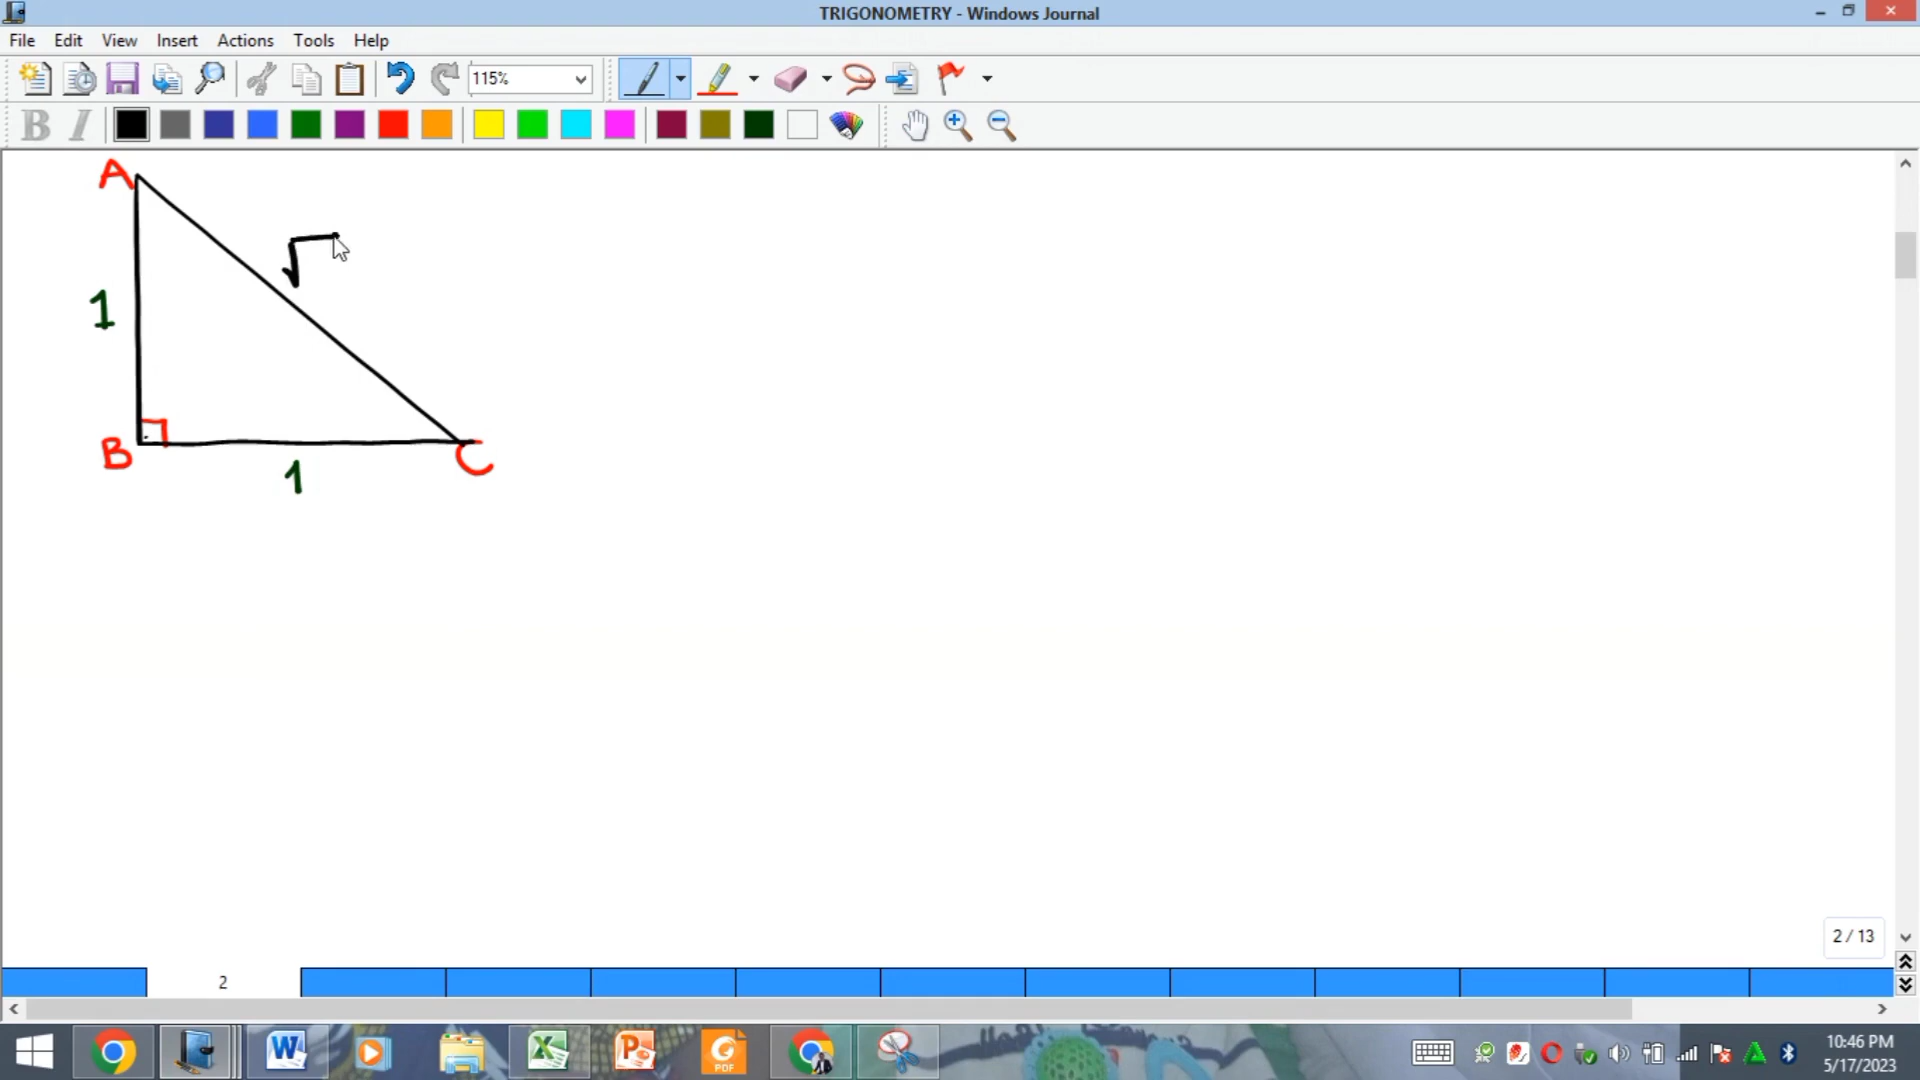 TRIGONOMETRY - Windows Journal
File Edit View Insert Actions Tools Help
115%
B I
A
√
1
B
C
1
2 / 13
2
W X P G PDF
10:46 PM
5/17/2023